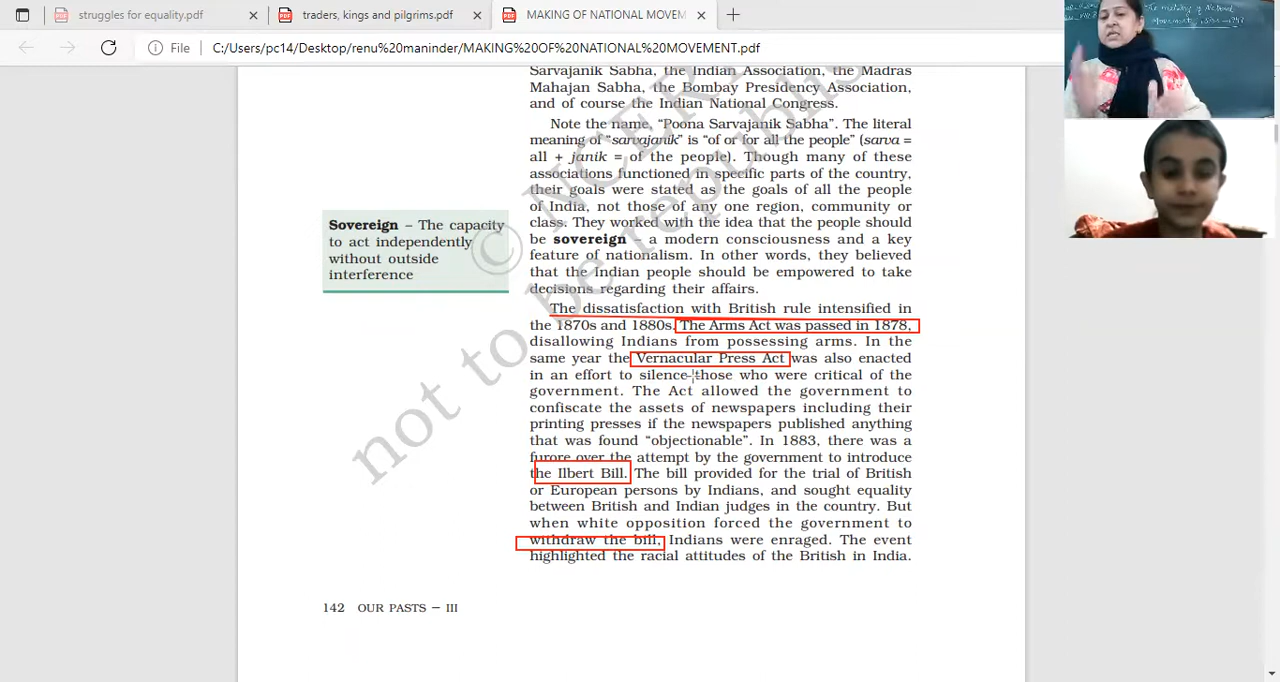 struggles for equality.pdf
traders, kings and pilgrims.pdf
MAKING OF NATIONAL MOVEM
File C:/Users/pc14/Desktop/renu%20maninder/MAKING%20OF%20NATIONAL%20MOVEMENT.pdf
The making of National
Movement
Sarvajanik Sabha, the Indian Association, the Madras
Mahajan Sabha, the Bombay Presidency Association,
and of course the Indian National Congress.
Note the name, “Poona Sarvajanik Sabha”. The literal
meaning of “sarvajanik” is “of or for all the people” (sarva =
all + janik = of the people). Though many of these
associations functioned in specific parts of the country,
their goals were stated as the goals of all the people
of India, not those of any one region, community or
class. They worked with the idea that the people should
be sovereign – a modern consciousness and a key
feature of nationalism. In other words, they believed
that the Indian people should be empowered to take
decisions regarding their affairs.
Sovereign – The capacity
to act independently
without outside
interference
The dissatisfaction with British rule intensified in
the 1870s and 1880s. The Arms Act was passed in 1878,
disallowing Indians from possessing arms. In the
same year the Vernacular Press Act was also enacted
in an effort to silence those who were critical of the
government. The Act allowed the government to
confiscate the assets of newspapers including their
printing presses if the newspapers published anything
that was found “objectionable”. In 1883, there was a
furore over the attempt by the government to introduce
the Ilbert Bill. The bill provided for the trial of British
or European persons by Indians, and sought equality
between British and Indian judges in the country. But
when white opposition forced the government to
withdraw the bill, Indians were enraged. The event
highlighted the racial attitudes of the British in India.
142 OUR PASTS – III
© NCERT
not to be republis